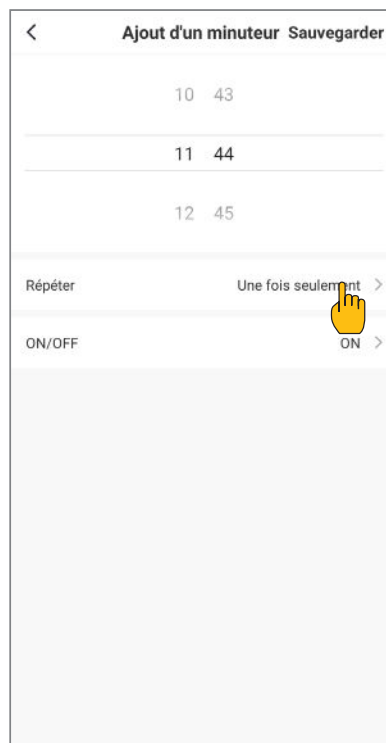 Ajout d'un minuteur Sauvegarder
10 43
11 44
12 45
Répéter Une fois seulement
ON/OFF ON